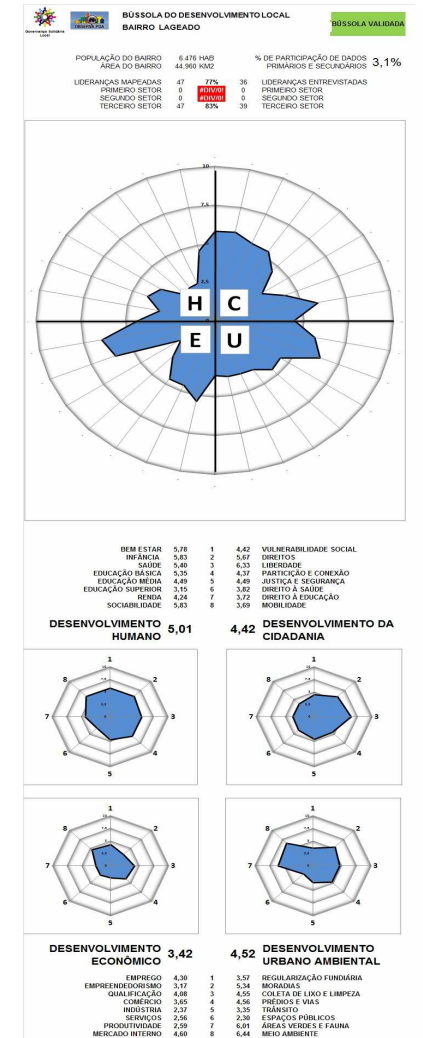 Governança Solidária
Local
BÚSSOLA DO DESENVOLVIMENTO LOCAL
BAIRRO LAGEADO
BÚSSOLA VALIDADA
POPULAÇÃO DO BAIRRO 6.476 HAB % DE PARTICIPAÇÃO DE DADOS
ÁREA DO BAIRRO 44,960 KM2 PRIMÁRIOS E SECUNDÁRIOS 3,1%
LIDERANÇAS MAPEADAS 47 77% 36 LIDERANÇAS ENTREVISTADAS
PRIMEIRO SETOR 0 #DIV/0! 0 PRIMEIRO SETOR
SEGUNDO SETOR 0 #DIV/0! 0 SEGUNDO SETOR
TERCEIRO SETOR 47 83% 39 TERCEIRO SETOR
10
7,5
H C
E U
BEM ESTAR 5,78 1 4,42 VULNERABILIDADE SOCIAL
INFÂNCIA 5,83 2 5,67 DIREITOS
SAÚDE 5,40 3 6,33 LIBERDADE
EDUCAÇÃO BÁSICA 5,35 4 4,37 PARTICIÇÃO E CONEXÃO
EDUCAÇÃO MÉDIA 4,49 5 4,49 JUSTIÇA E SEGURANÇA
EDUCAÇÃO SUPERIOR 3,15 6 3,82 DIREITO À SAÚDE
RENDA 4,24 7 3,72 DIREITO À EDUCAÇÃO
SOCIABILIDADE 5,83 8 3,69 MOBILIDADE
DESENVOLVIMENTO HUMANO 5,01 4,42 DESENVOLVIMENTO DA CIDADANIA
1 1
8 2 8 2
7 3 7 3
6 4 6 4
5 5
1 1
8 2 8 2
7 3 7 3
6 4 6 4
5 5
DESENVOLVIMENTO ECONÔMICO 3,42 4,52 DESENVOLVIMENTO URBANO AMBIENTAL
EMPREGO 4,30 1 3,57 REGULARIZAÇÃO FUNDIÁRIA
EMPREENDEDORISMO 3,17 2 5,34 MORADIAS
QUALIFICAÇÃO 4,08 3 4,55 COLETA DE LIXO E LIMPEZA
COMÉRCIO 3,65 4 4,56 PRÉDIOS E VIAS
INDÚSTRIA 2,37 5 3,35 TRÂNSITO
SERVIÇOS 2,56 6 2,30 ESPAÇOS PÚBLICOS
PRODUTIVIDADE 2,59 7 6,01 ÁREAS VERDES E FAUNA
MERCADO INTERNO 4,60 8 6,44 MEIO AMBIENTE